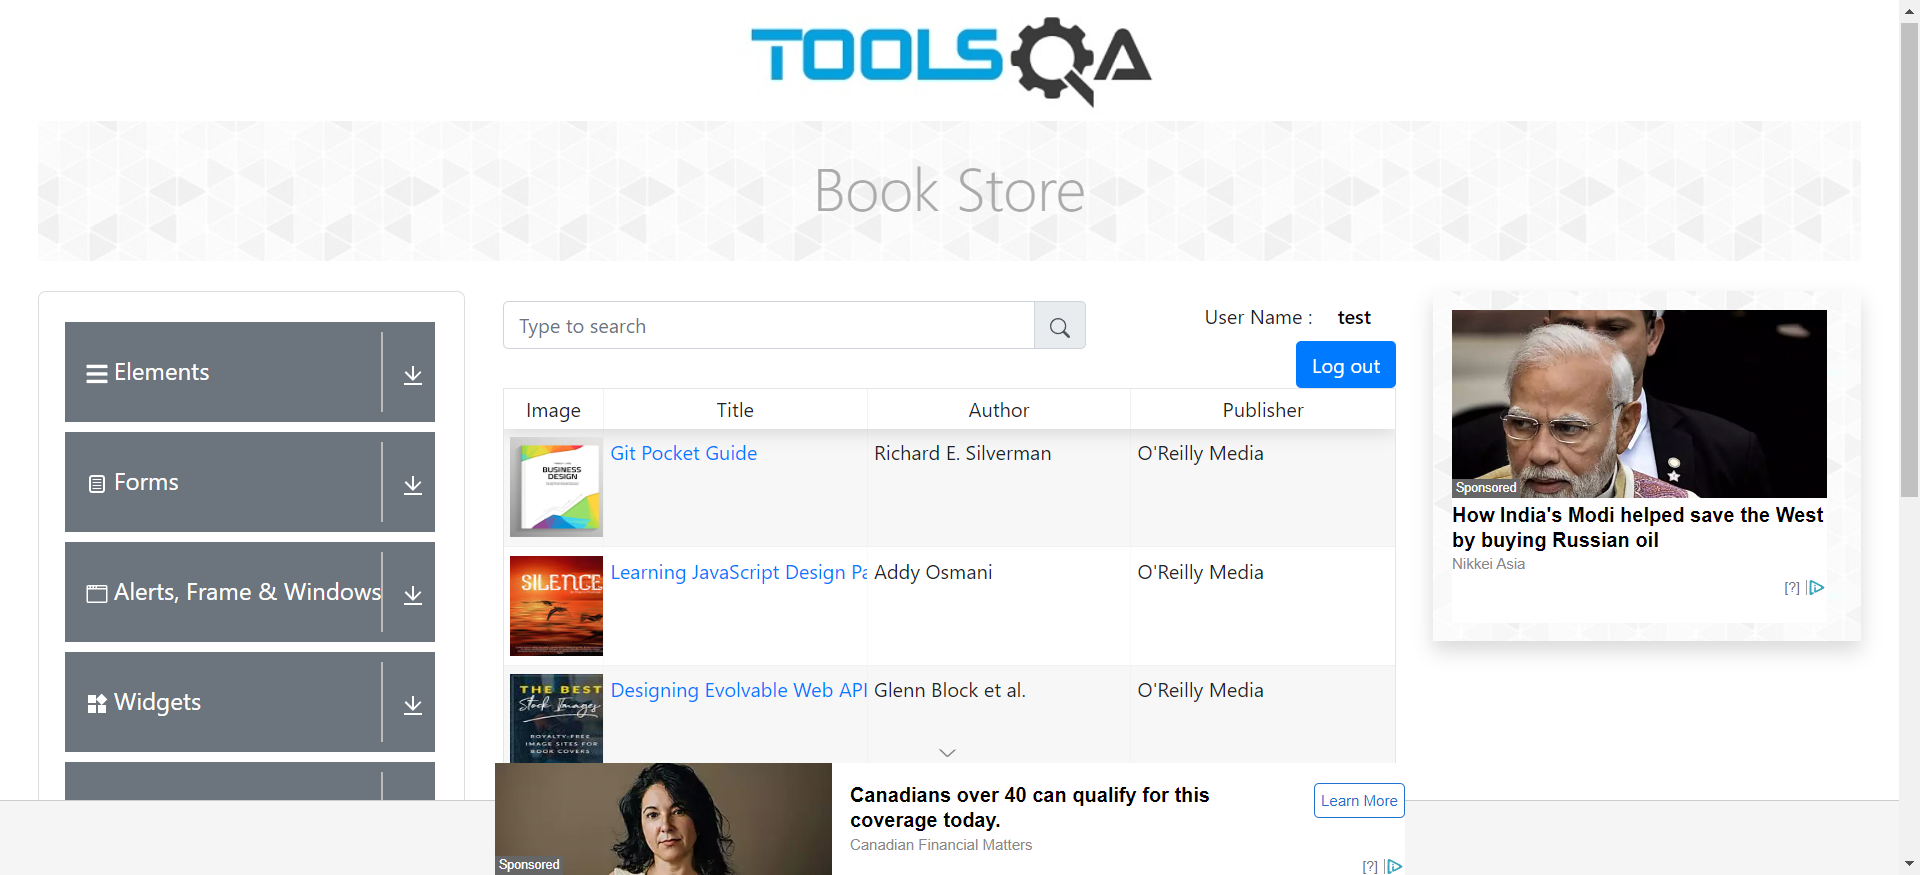 TOOLSQA
Book Store
Elements
Forms
Alerts, Frame & Windows
Widgets
Type to search
User Name : test
Log out
Image Title Author Publisher
BUSINESS
DESIGN
Git Pocket Guide Richard E. Silverman O'Reilly Media
SILENCE
Learning JavaScript Design Pa Addy Osmani O'Reilly Media
THE BEST
Stock Images
ROYALTY-FREE
IMAGE SITES FOR
BOOK COVERS
Designing Evolvable Web API Glenn Block et al. O'Reilly Media
Sponsored
How India's Modi helped save the West
by buying Russian oil
Nikkei Asia
[?]
Sponsored
Canadians over 40 can qualify for this
coverage today.
Canadian Financial Matters
Learn More
[?]